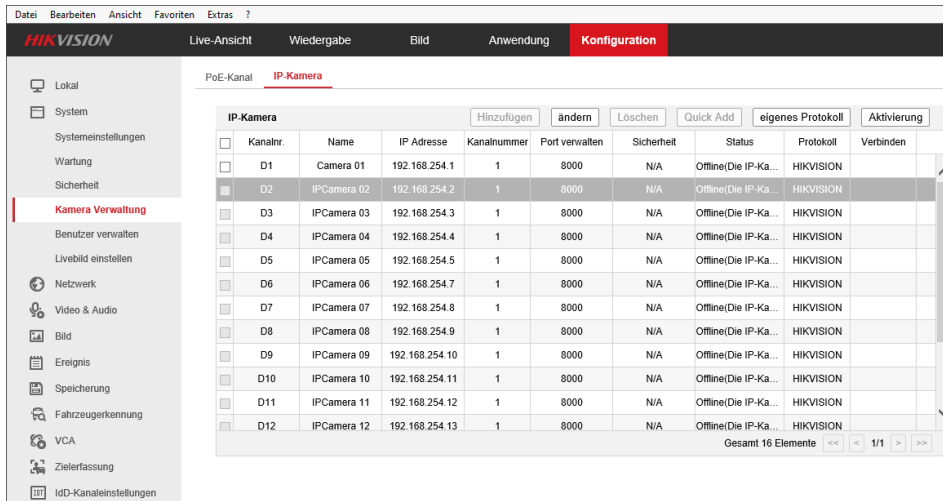 Datei Bearbeiten Ansicht Favoriten Extras ?
HIKVISION Live-Ansicht Wiedergabe Bild Anwendung Konfiguration
Lokal
System
Systemeinstellungen
Wartung
Sicherheit
Kamera Verwaltung
Benutzer verwalten
Livebild einstellen
Netzwerk
Video & Audio
Bild
Ereignis
Speicherung
Fahrzeugerkennung
VCA
Zielerfassung
IdD-Kanaleinstellungen
PoE-Kanal IP-Kamera
IP-Kamera Hinzufügen ändern Löschen Quick Add eigenes Protokoll Aktivierung
Kanalnr. Name IP Adresse Kanalnummer Port verwalten Sicherheit Status Protokoll Verbinden
D1 Camera 01 192.168.254.1 1 8000 N/A Offline(Die IP-Ka... HIKVISION
D2 IPCamera 02 192.168.254.2 1 8000 N/A Offline(Die IP-Ka... HIKVISION
D3 IPCamera 03 192.168.254.3 1 8000 N/A Offline(Die IP-Ka... HIKVISION
D4 IPCamera 04 192.168.254.4 1 8000 N/A Offline(Die IP-Ka... HIKVISION
D5 IPCamera 05 192.168.254.5 1 8000 N/A Offline(Die IP-Ka... HIKVISION
D6 IPCamera 06 192.168.254.7 1 8000 N/A Offline(Die IP-Ka... HIKVISION
D7 IPCamera 07 192.168.254.8 1 8000 N/A Offline(Die IP-Ka... HIKVISION
D8 IPCamera 08 192.168.254.9 1 8000 N/A Offline(Die IP-Ka... HIKVISION
D9 IPCamera 09 192.168.254.10 1 8000 N/A Offline(Die IP-Ka... HIKVISION
D10 IPCamera 10 192.168.254.11 1 8000 N/A Offline(Die IP-Ka... HIKVISION
D11 IPCamera 11 192.168.254.12 1 8000 N/A Offline(Die IP-Ka... HIKVISION
D12 IPCamera 12 192.168.254.13 1 8000 N/A Offline(Die IP-Ka... HIKVISION
Gesamt 16 Elemente << < 1/1 > >>